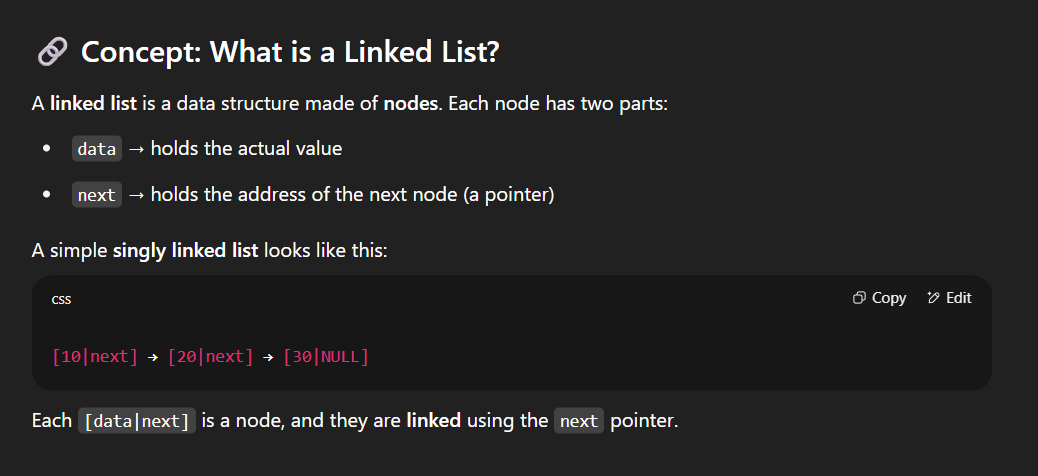 🔗 Concept: What is a Linked List?
A linked list is a data structure made of nodes. Each node has two parts:
• data → holds the actual value
• next → holds the address of the next node (a pointer)
A simple singly linked list looks like this:
css Copy Edit
[10|next] → [20|next] → [30|NULL]
Each [data|next] is a node, and they are linked using the next pointer.